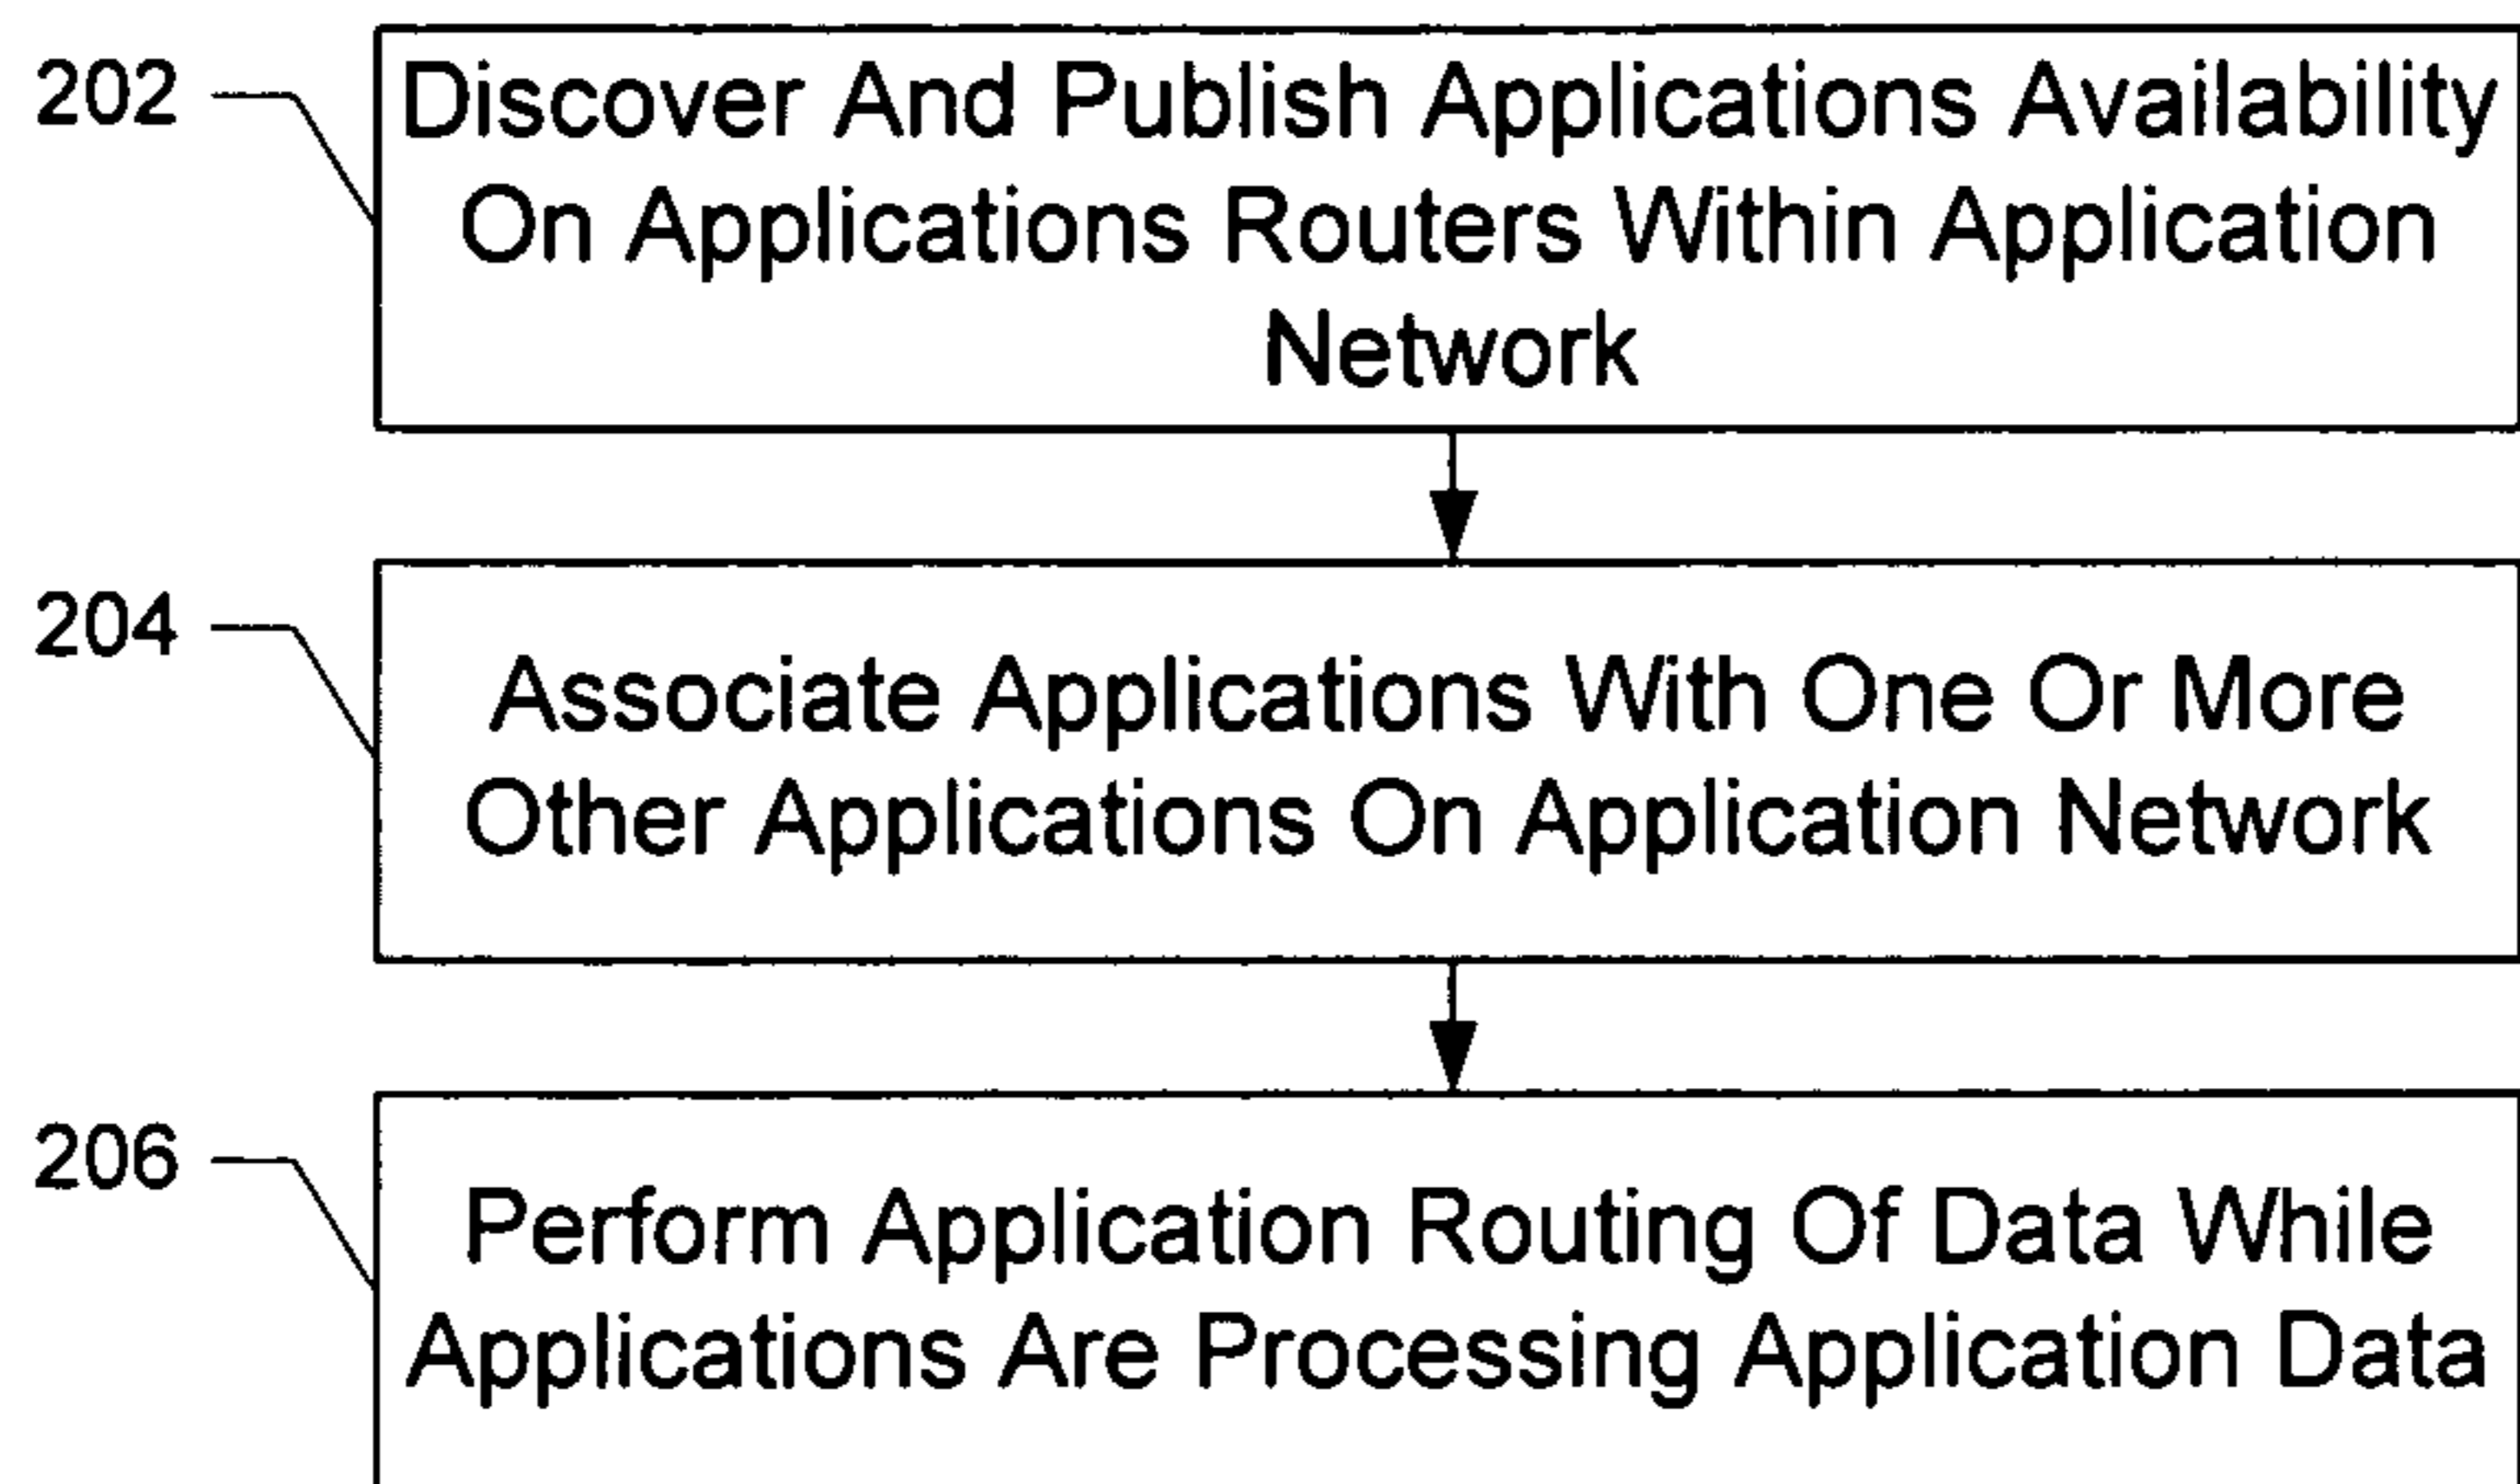 202
Discover And Publish Applications Availability
On Applications Routers Within Application
Network
204
Associate Applications With One Or More
Other Applications On Application Network
206
Perform Application Routing Of Data While
Applications Are Processing Application Data